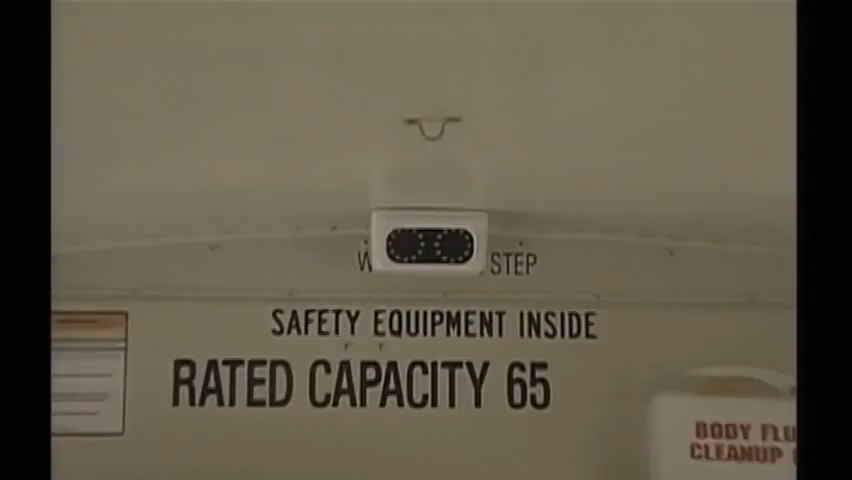 STEP
SAFETY EQUIPMENT INSIDE
RATED CAPACITY 65
BODY FLU
CLEANUP